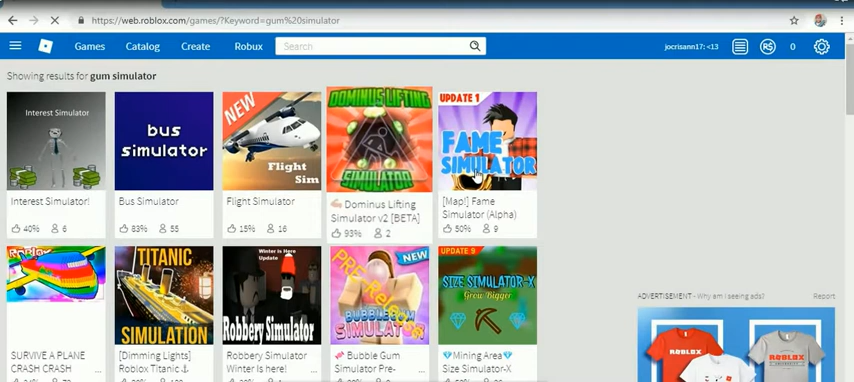 https://web.roblox.com/games/?Keyword=gum%20simulator
Games Catalog Create Robux Search jocrisann17: <13 R$ 0
Showing results for gum simulator
Interest Simulator
bus simulator
NEW Flight Sim
DOMINUS LIFTING SIMULATOR
UPDATE 1 FAME SIMULATOR
Interest Simulator!
Bus Simulator
Flight Simulator
Dominus Lifting
Simulator v2 [BETA]
[Map!] Fame
Simulator (Alpha)
40% 6
83% 55
15% 16
93% 2
50% 9
ROBLOX
TITANIC SIMULATION
Winter is Here Update
Robbery Simulator
NEW PRE-Release BUBBLEGUM SIMULATOR
UPDATE 9 SIZE SIMULATOR-X Grow Bigger
ADVERTISEMENT - Why am I seeing ads? Report
ROBLOX
ROBLOX
SURVIVE A PLANE
CRASH CRASH ...
[Dimming Lights]
Roblox Titanic
Robbery Simulator
Winter Is here! ...
Bubble Gum
Simulator Pre- ...
Mining Area
Size Simulator-X